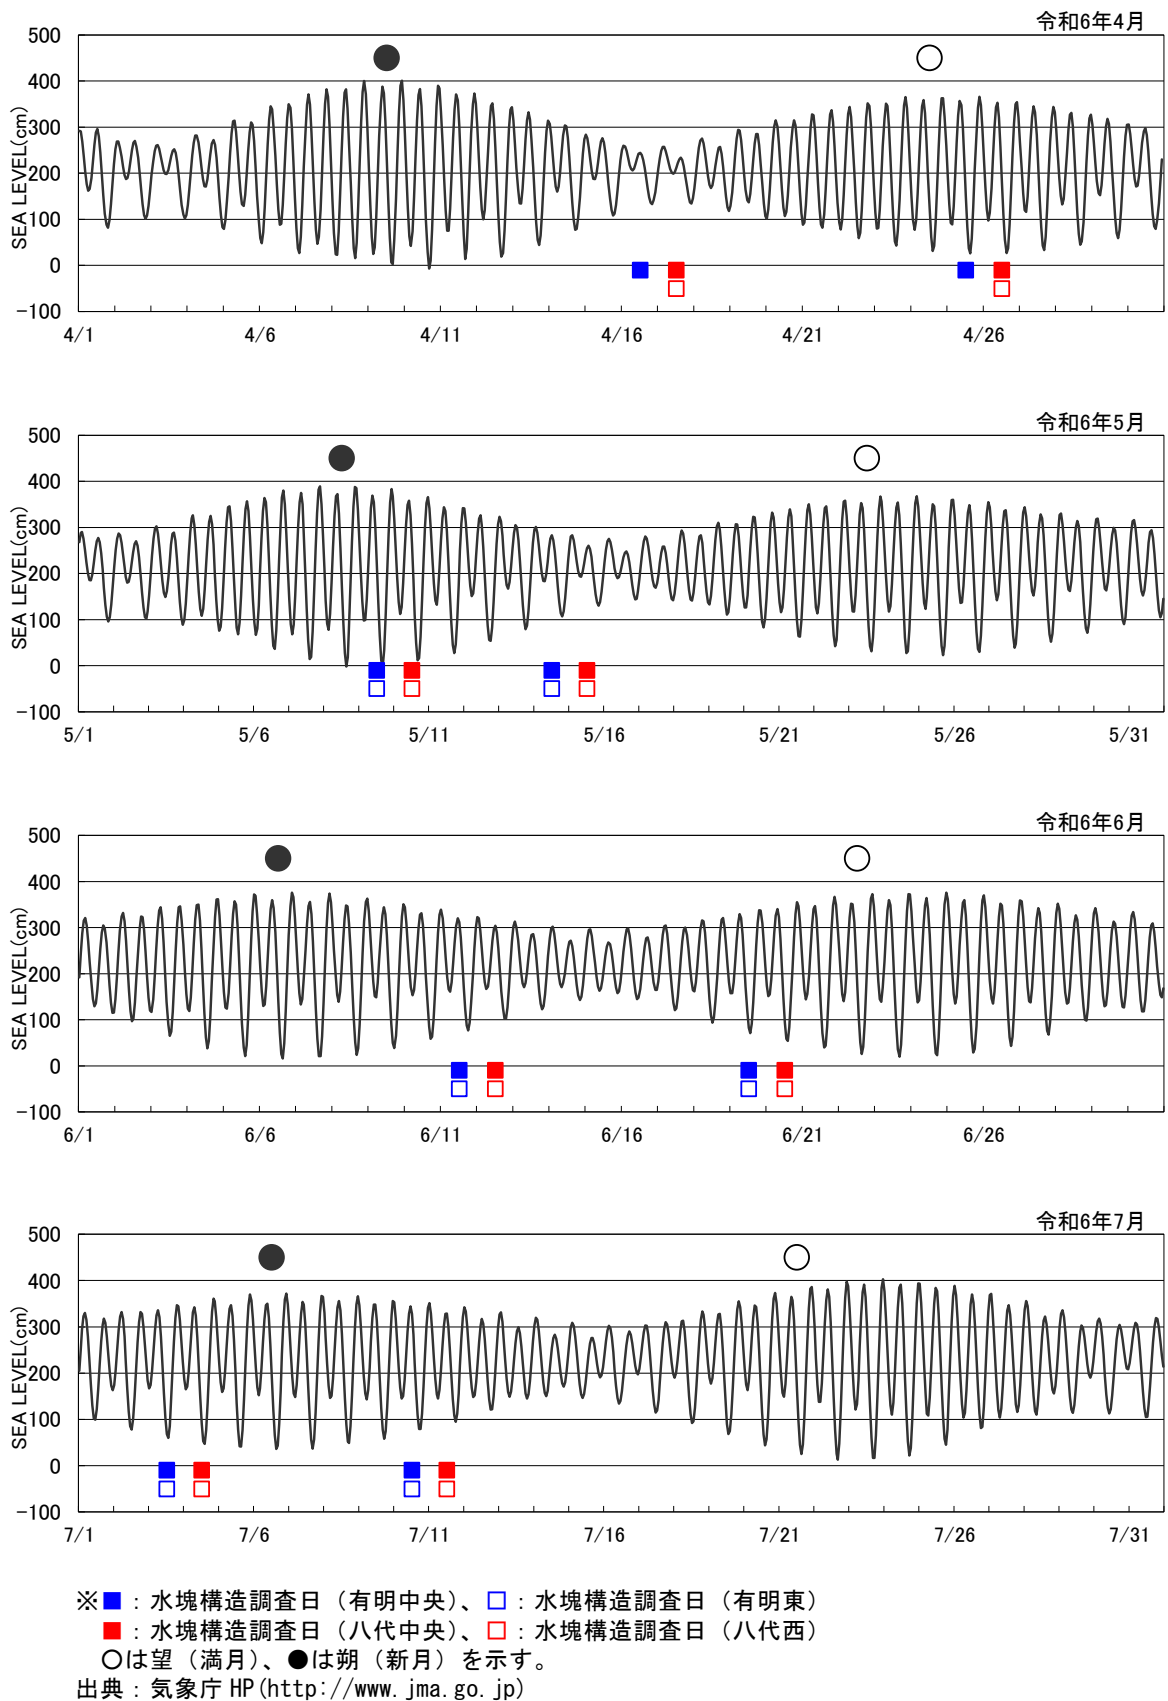 令和6年4月
500
400
300
200
100
0
-100
SEA LEVEL(cm)
4/1 4/6 4/11 4/16 4/21 4/26
令和6年5月
500
400
300
200
100
0
-100
SEA LEVEL(cm)
5/1 5/6 5/11 5/16 5/21 5/26 5/31
令和6年6月
500
400
300
200
100
0
-100
SEA LEVEL(cm)
6/1 6/6 6/11 6/16 6/21 6/26
令和6年7月
500
400
300
200
100
0
-100
SEA LEVEL(cm)
7/1 7/6 7/11 7/16 7/21 7/26 7/31
※■：水塊構造調査日（有明中央）、□：水塊構造調査日（有明東）
■：水塊構造調査日（八代中央）、□：水塊構造調査日（八代西）
○は望（満月）、●は朔（新月）を示す。
出典：気象庁 HP(http://www.jma.go.jp)